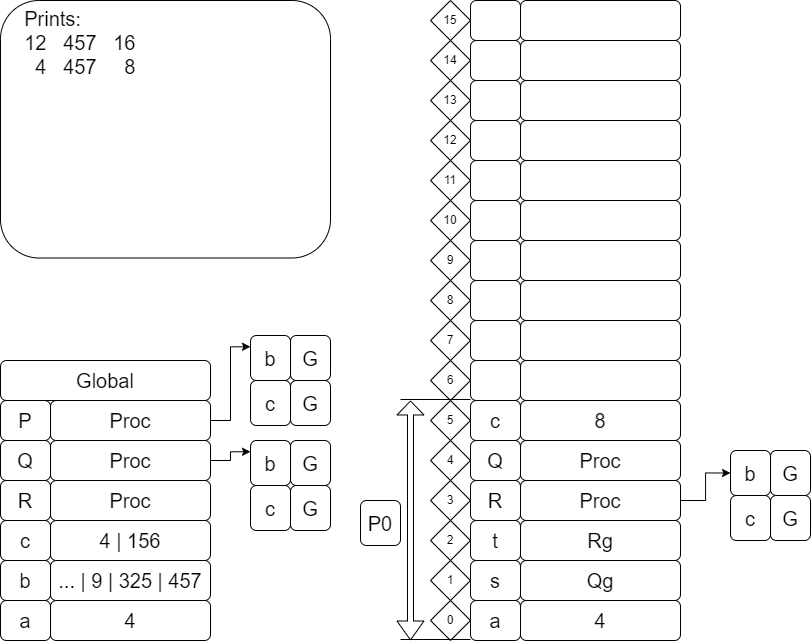 Prints:
12 457 16
4 457 8
15
14
13
12
11
10
9
8
7
6
5 c 8
4 Q Proc
3 R Proc
2 t Rg
1 s Qg
0 a 4
P0
b G
c G
Global
P Proc
Q Proc
R Proc
c 4 | 156
b ... | 9 | 325 | 457
a 4
b G
c G
b G
c G